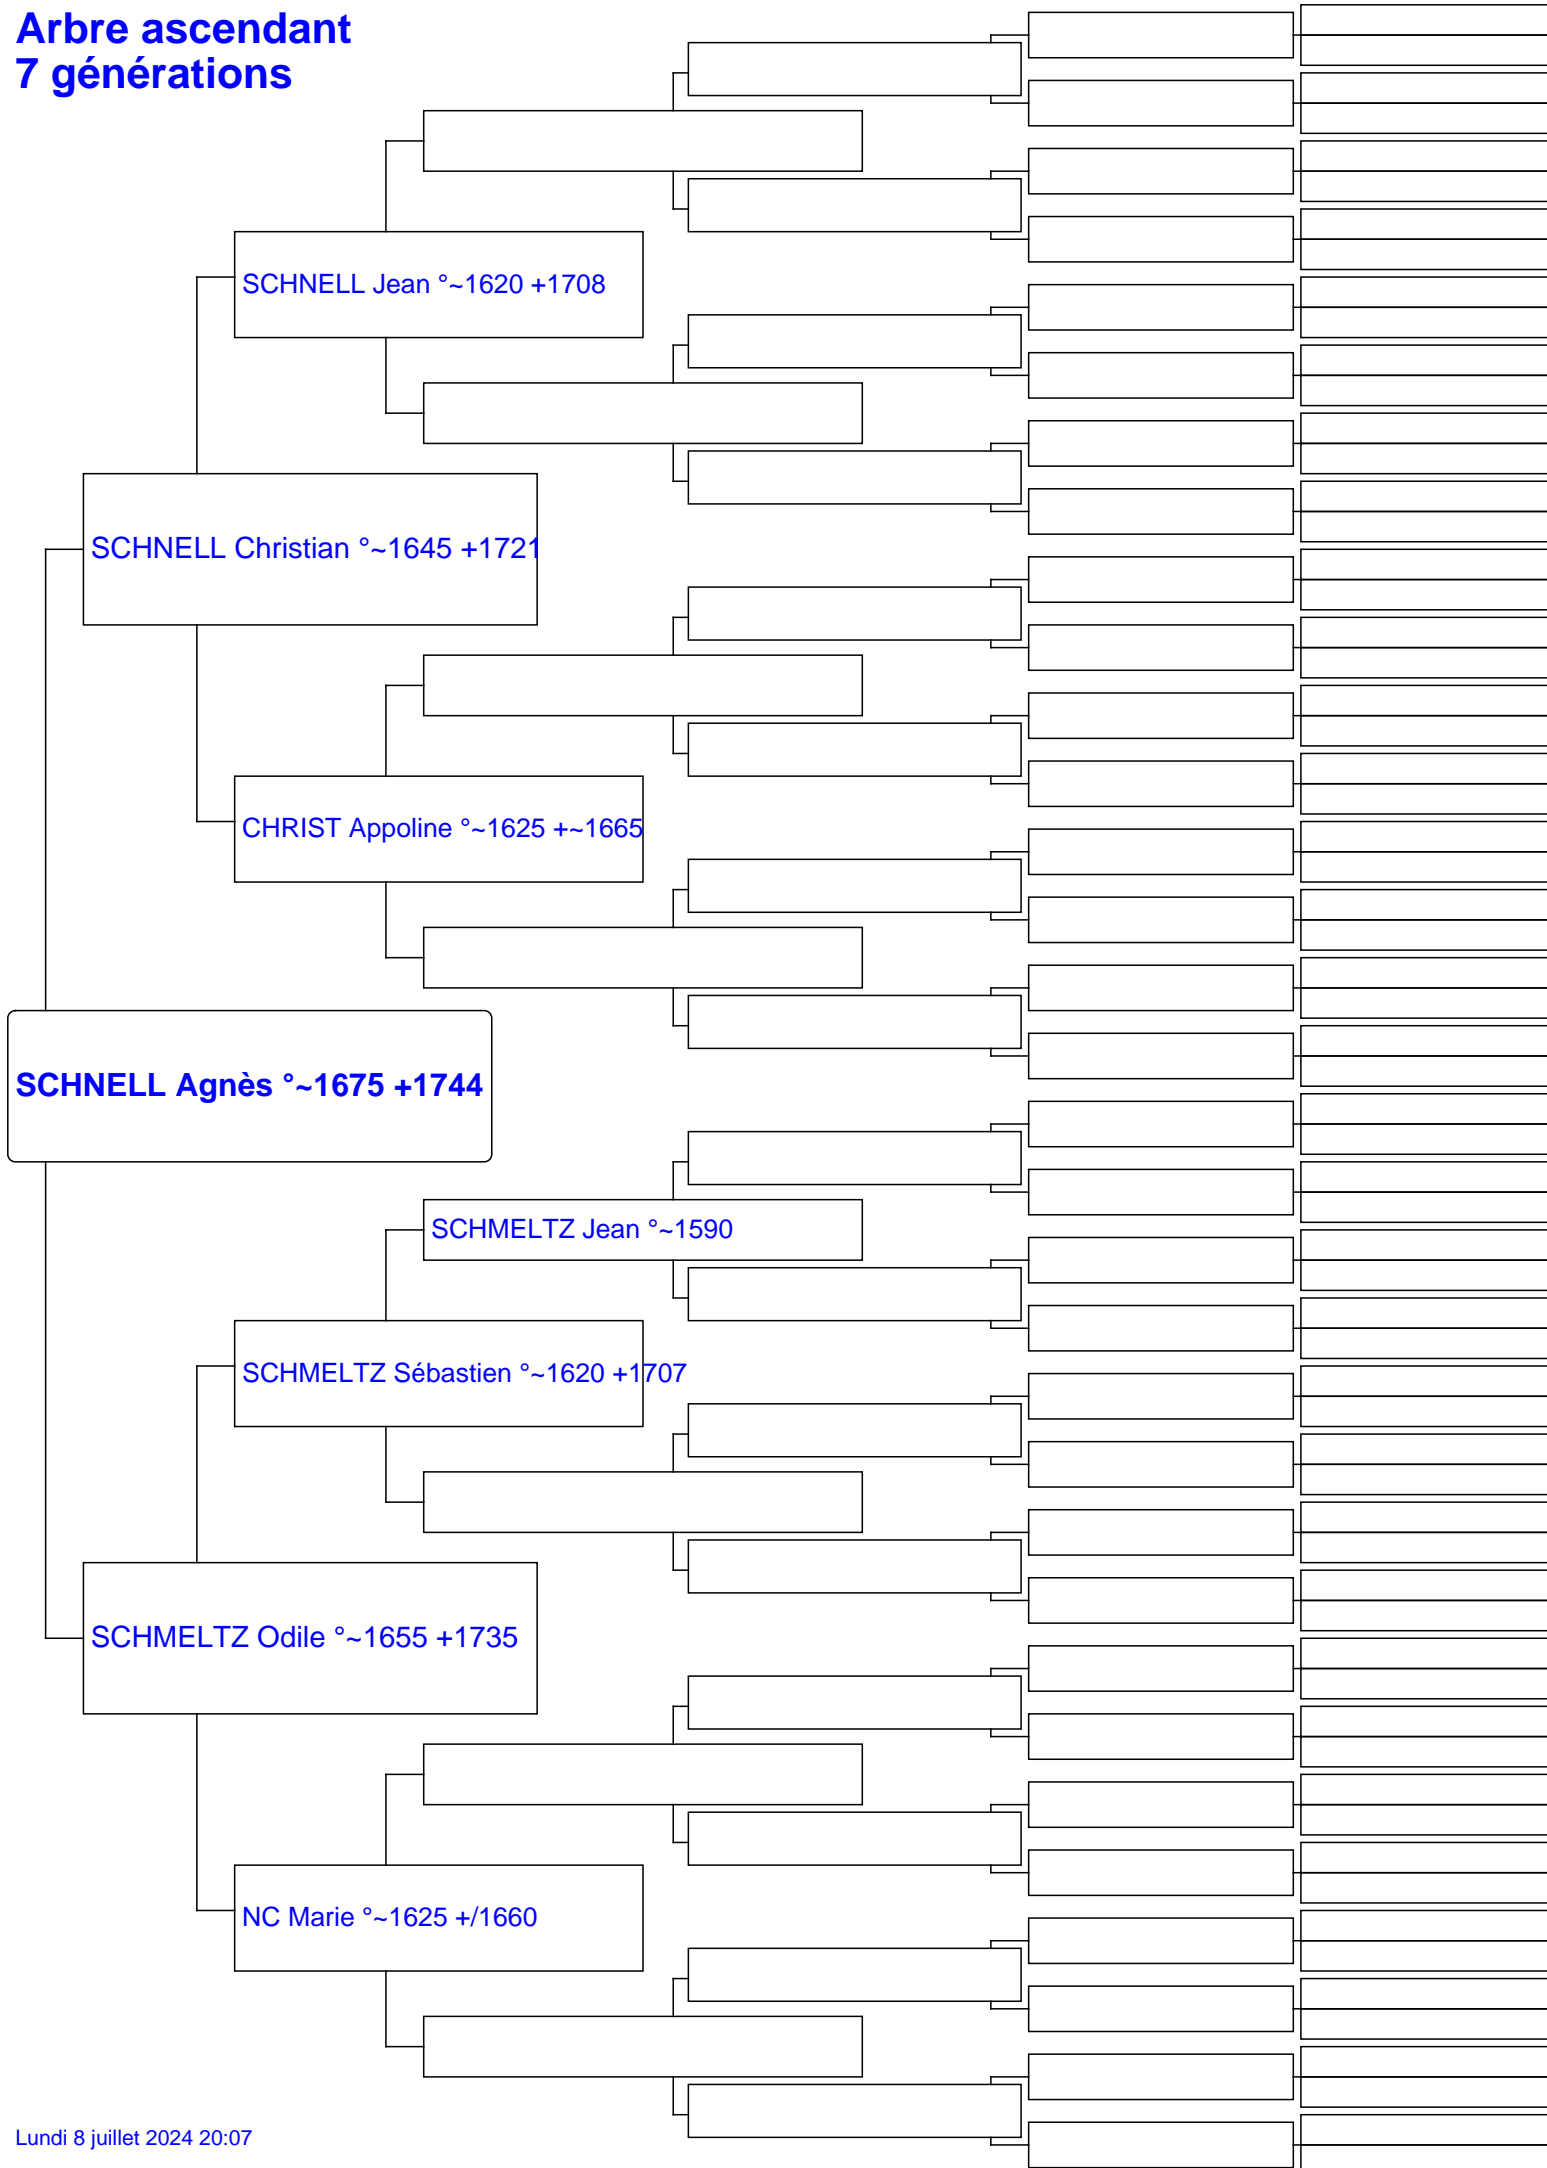 Arbre ascendant
7 générations
SCHNELL Jean °~1620 +1708
SCHNELL Christian °~1645 +1721
CHRIST Appoline °~1625 +~1665
SCHNELL Agnès °~1675 +1744
SCHMELTZ Jean °~1590
SCHMELTZ Sébastien °~1620 +1707
SCHMELTZ Odile °~1655 +1735
NC Marie °~1625 +/1660
Lundi 8 juillet 2024 20:07